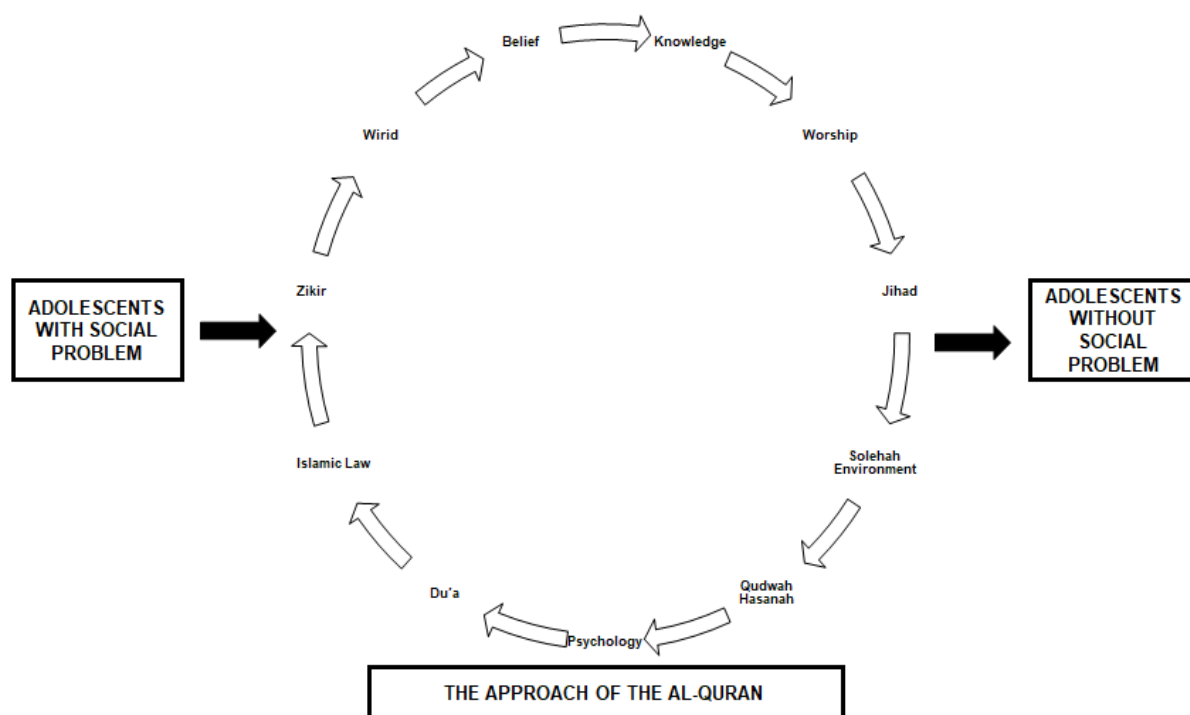 Belief
Knowledge
Wirid
Worship
Zikir
Jihad
ADOLESCENTS
WITH SOCIAL
PROBLEM
ADOLESCENTS
WITHOUT
SOCIAL
PROBLEM
Islamic Law
Solehah
Environment
Du'a
Qudwah
Hasanah
Psychology
THE APPROACH OF THE AL-QURAN